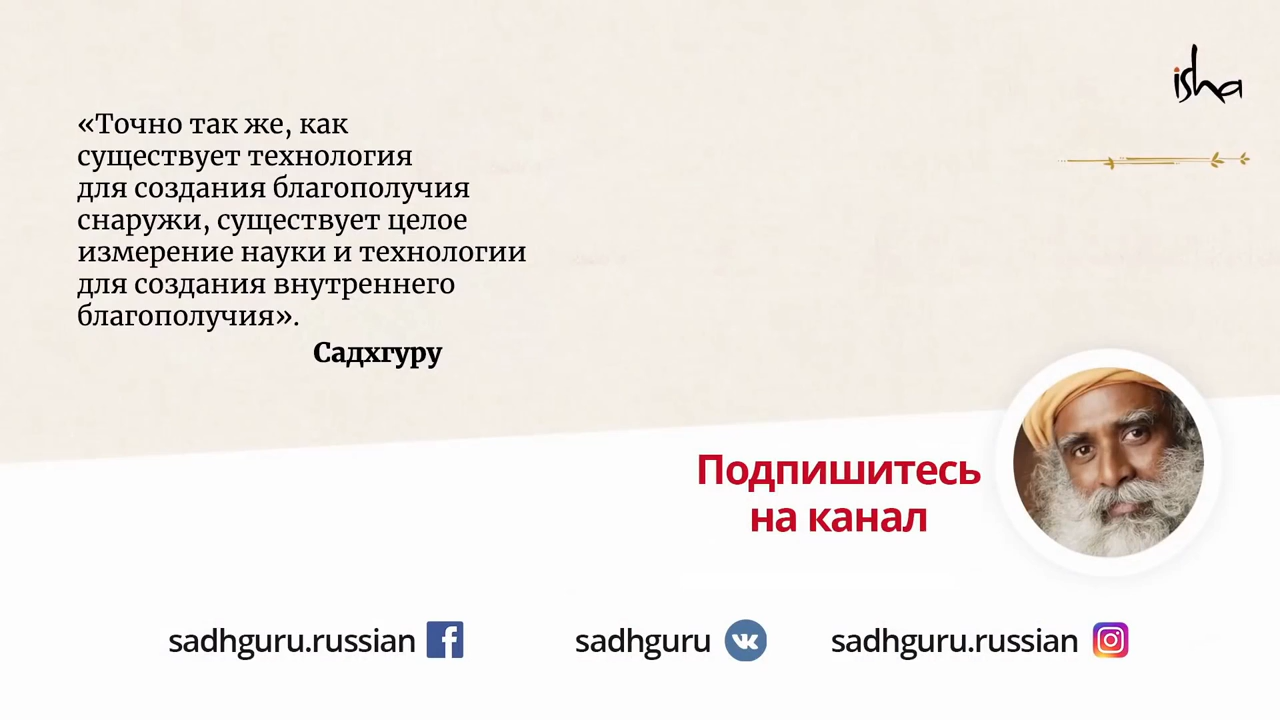 isha
«Точно так же, как
существует технология
для создания благополучия
снаружи, существует целое
измерение науки и технологии
для создания внутреннего
благополучия».
Садхгуру
Подпишитесь
на канал
sadhguru.russian
sadhguru
sadhguru.russian